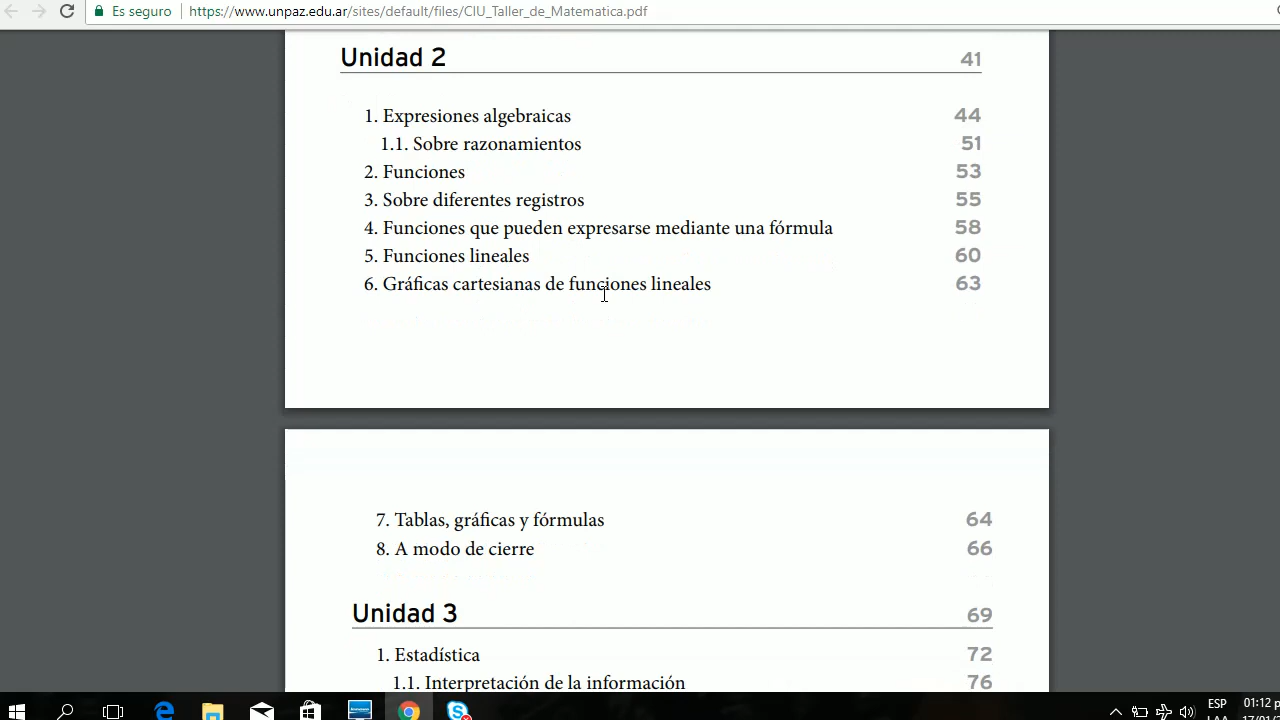 Es seguro https://www.unpaz.edu.ar/sites/default/files/CIU_Taller_de_Matematica.pdf
Unidad 2 41
1. Expresiones algebraicas 44
1.1. Sobre razonamientos 51
2. Funciones 53
3. Sobre diferentes registros 55
4. Funciones que pueden expresarse mediante una fórmula 58
5. Funciones lineales 60
6. Gráficas cartesianas de funciones lineales 63
7. Tablas, gráficas y fórmulas 64
8. A modo de cierre 66
Unidad 3 69
1. Estadística 72
1.1. Interpretación de la información 76
ESP 01:12